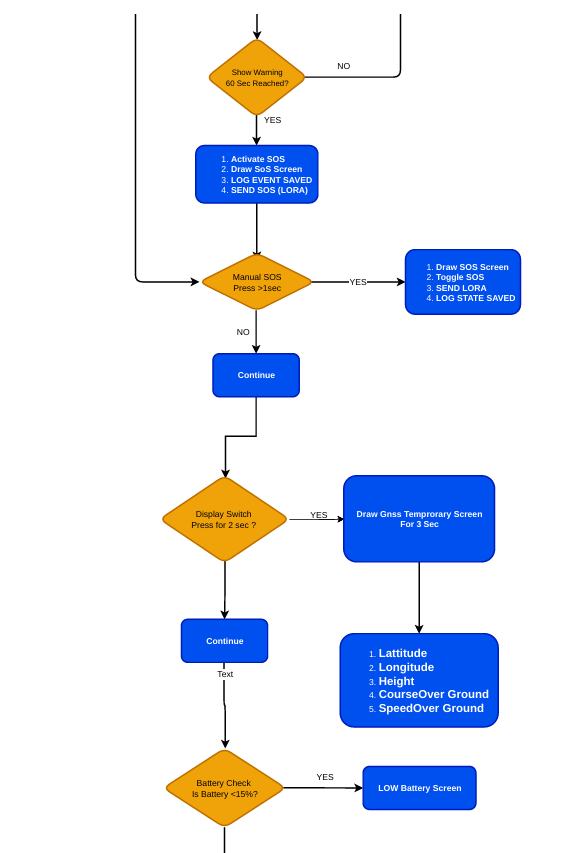 Show Warning
60 Sec Reached?
NO
YES
1. Activate SOS
2. Draw SoS Screen
3. LOG EVENT SAVED
4. SEND SOS (LORA)
Manual SOS
Press >1sec
YES
1. Draw SOS Screen
2. Toggle SOS
3. SEND LORA
4. LOG STATE SAVED
NO
Continue
Display Switch
Press for 2 sec ?
YES
Draw Gnss Temprorary Screen
For 3 Sec
Continue
Text
1. Lattitude
2. Longitude
3. Height
4. CourseOver Ground
5. SpeedOver Ground
Battery Check
Is Battery <15%?
YES
LOW Battery Screen